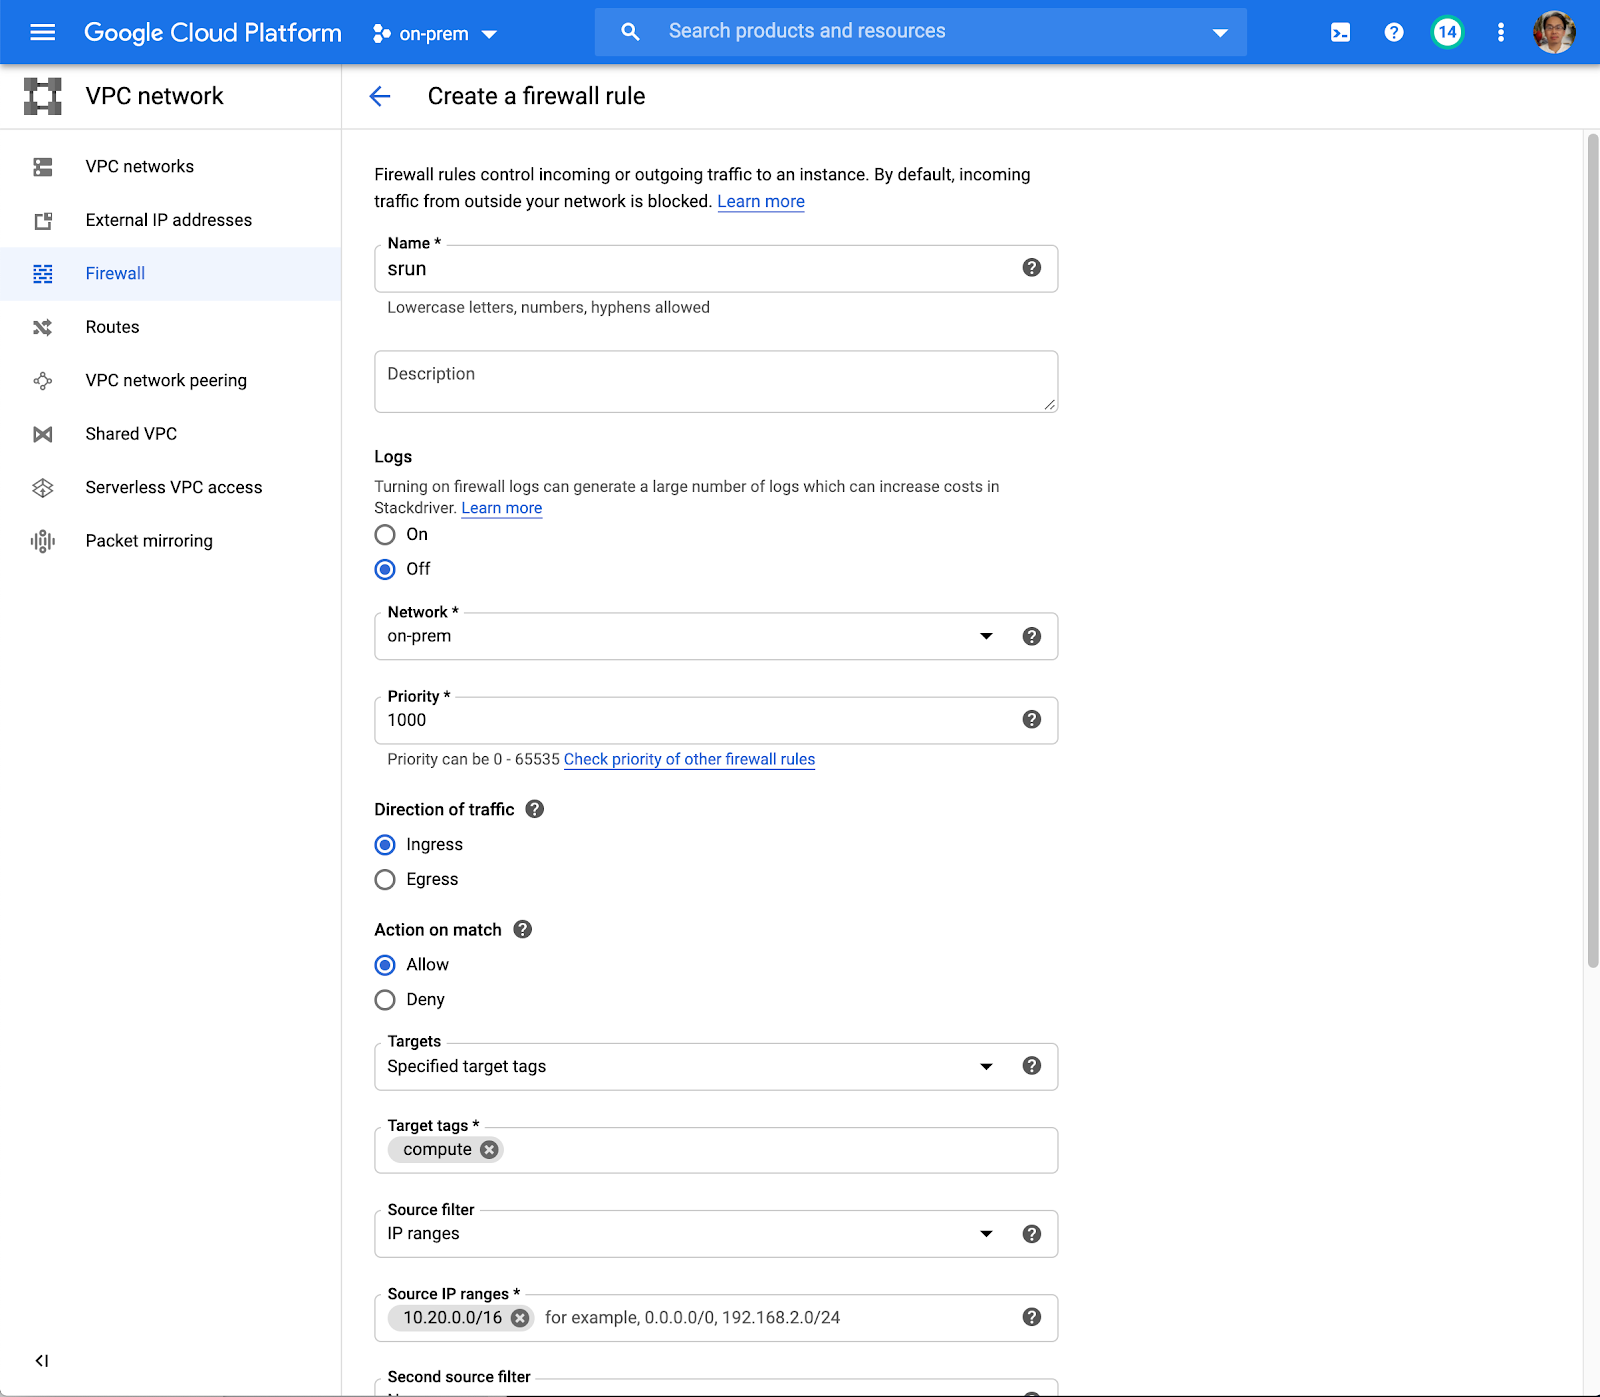 Google Cloud Platform
on-prem
Search products and resources
14
VPC network
Create a firewall rule
VPC networks
External IP addresses
Firewall
Routes
VPC network peering
Shared VPC
Serverless VPC access
Packet mirroring
Firewall rules control incoming or outgoing traffic to an instance. By default, incoming
traffic from outside your network is blocked. Learn more
Name *
srun
Lowercase letters, numbers, hyphens allowed
Description
Logs
Turning on firewall logs can generate a large number of logs which can increase costs in
Stackdriver. Learn more
On
Off
Network *
on-prem
Priority *
1000
Priority can be 0 - 65535 Check priority of other firewall rules
Direction of traffic
Ingress
Egress
Action on match
Allow
Deny
Targets
Specified target tags
Target tags *
compute
Source filter
IP ranges
Source IP ranges *
10.20.0.0/16 for example, 0.0.0.0/0, 192.168.2.0/24
Second source filter